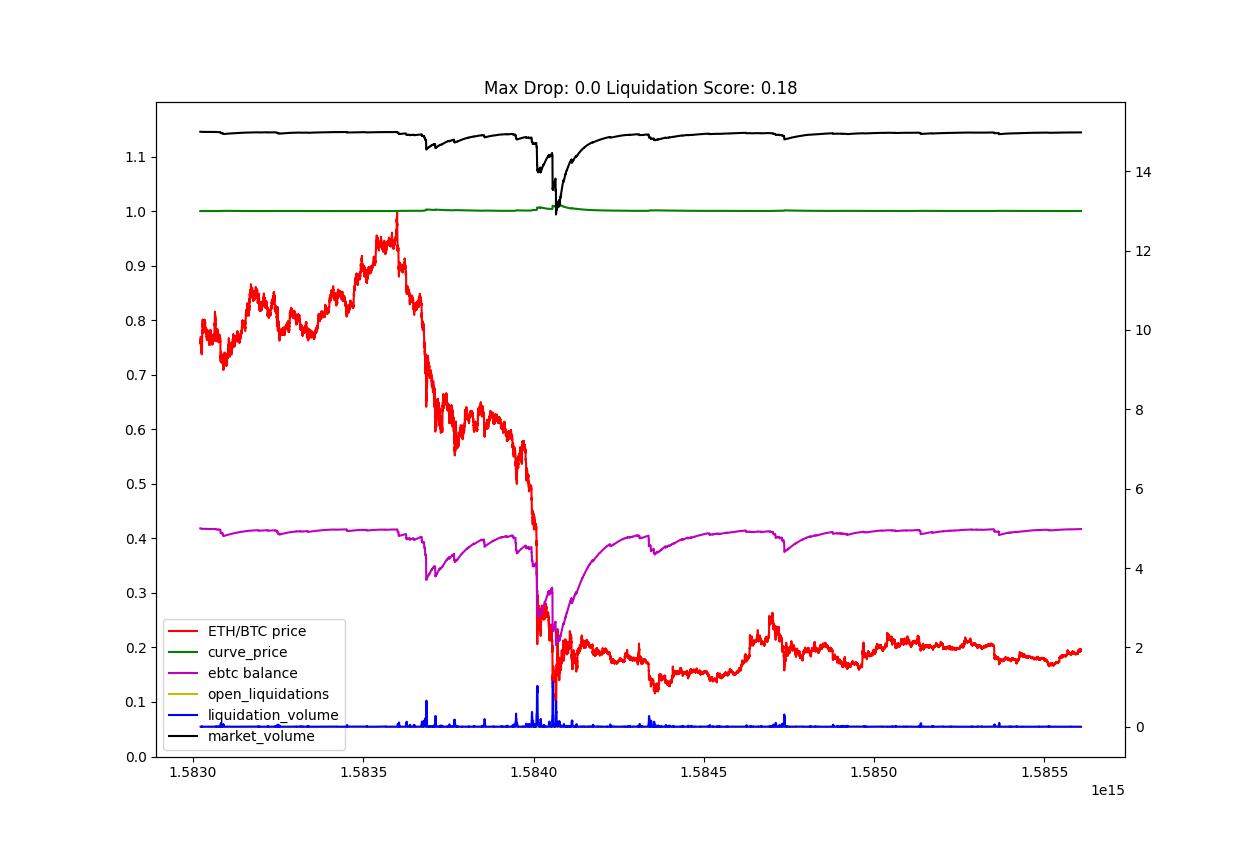 Max Drop: 0.0 Liquidation Score: 0.18
1.1
1.0
0.9
0.8
0.7
0.6
0.5
0.4
0.3
0.2
0.1
0.0
14
12
10
8
6
4
2
0
ETH/BTC price
curve_price
ebtc balance
open_liquidations
liquidation_volume
market_volume
1.5830 1.5835 1.5840 1.5845 1.5850 1.5855
1e15